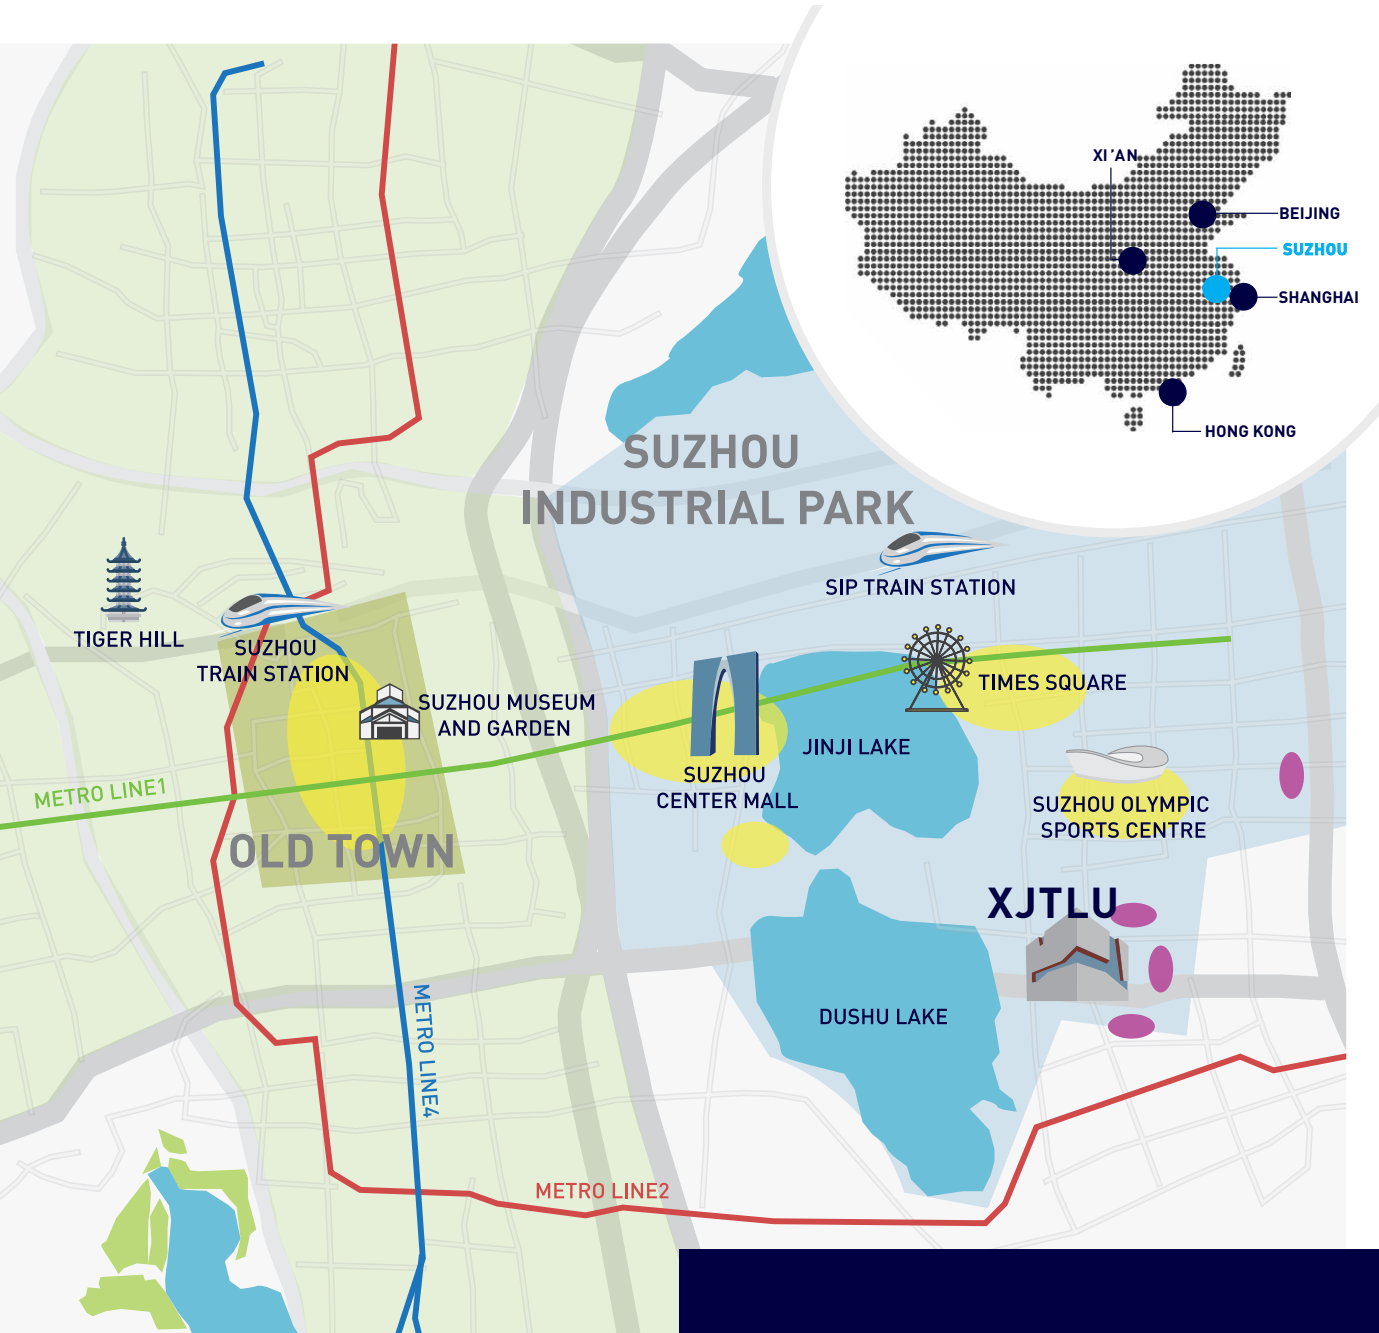 XI'AN
BEIJING
SUZHOU
SHANGHAI
HONG KONG
SUZHOU
INDUSTRIAL PARK
SIP TRAIN STATION
TIGER HILL
SUZHOU
TRAIN STATION
SUZHOU MUSEUM
AND GARDEN
TIMES SQUARE
JINJI LAKE
SUZHOU
CENTER MALL
METRO LINE1
SUZHOU OLYMPIC
SPORTS CENTRE
OLD TOWN
XJTLU
DUSHU LAKE
METRO LINE4
METRO LINE2